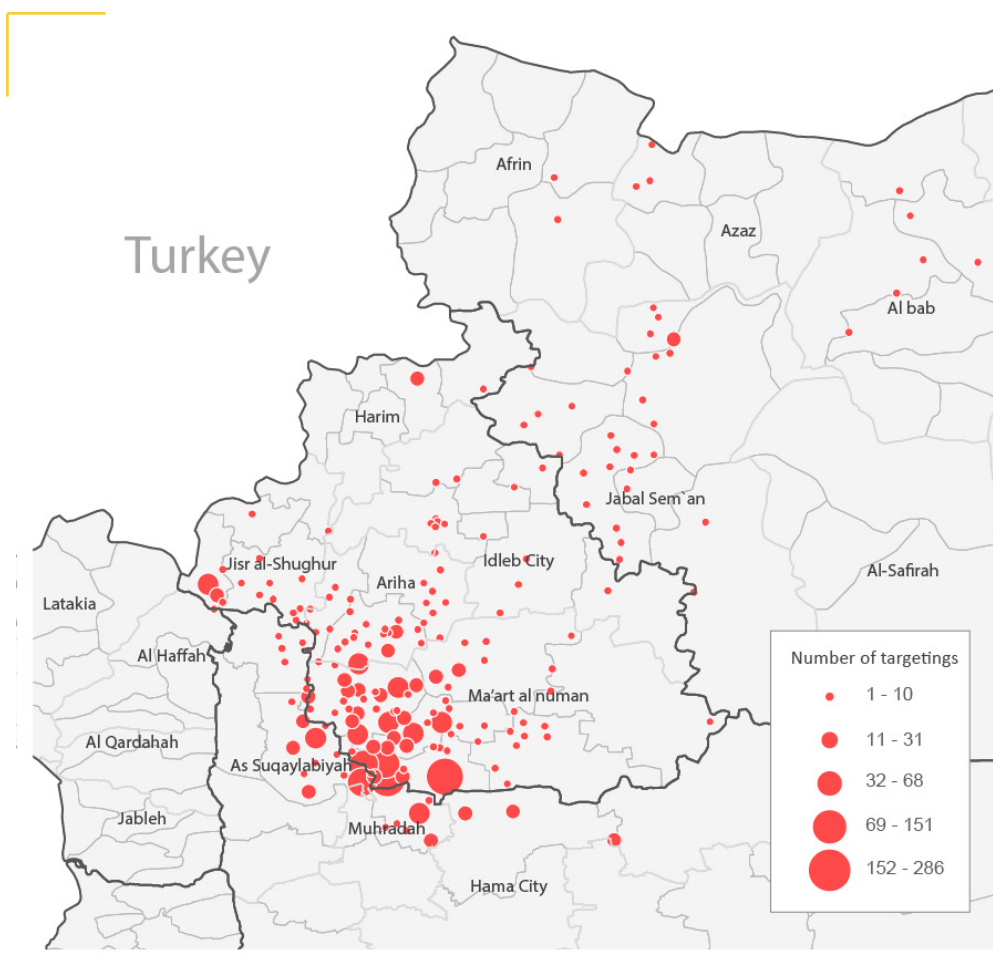 Afrin
Azaz
Turkey
Al bab
Harim
Jabal Sem`an
Jisr al-Shughur
Idleb City
Ariha
Al-Safirah
Latakia
Al Haffah
Number of targetings
1 - 10
Ma'art al numan
11 - 31
Al Qardahah
As Suqaylabiyah
32 - 68
Jableh
Muhradah
69 - 151
152 - 286
Hama City